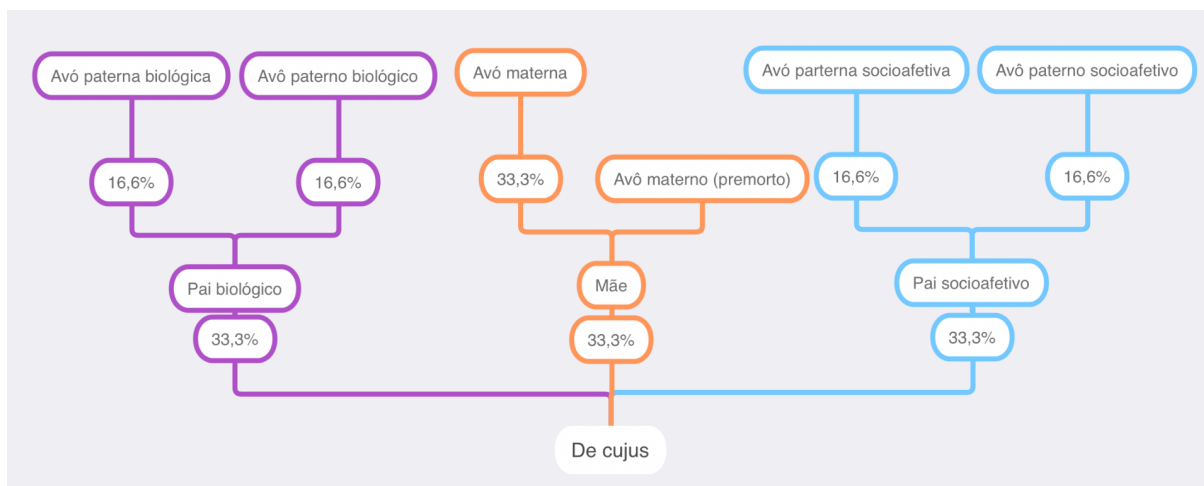 Avó paterna biológica
Avô paterno biológico
Avó materna
Avó parterna socioafetiva
Avô paterno socioafetivo
16,6%
16,6%
33,3%
Avô materno (premorto)
16,6%
16,6%
Pai biológico
Mãe
Pai socioafetivo
33,3%
33,3%
33,3%
De cujus